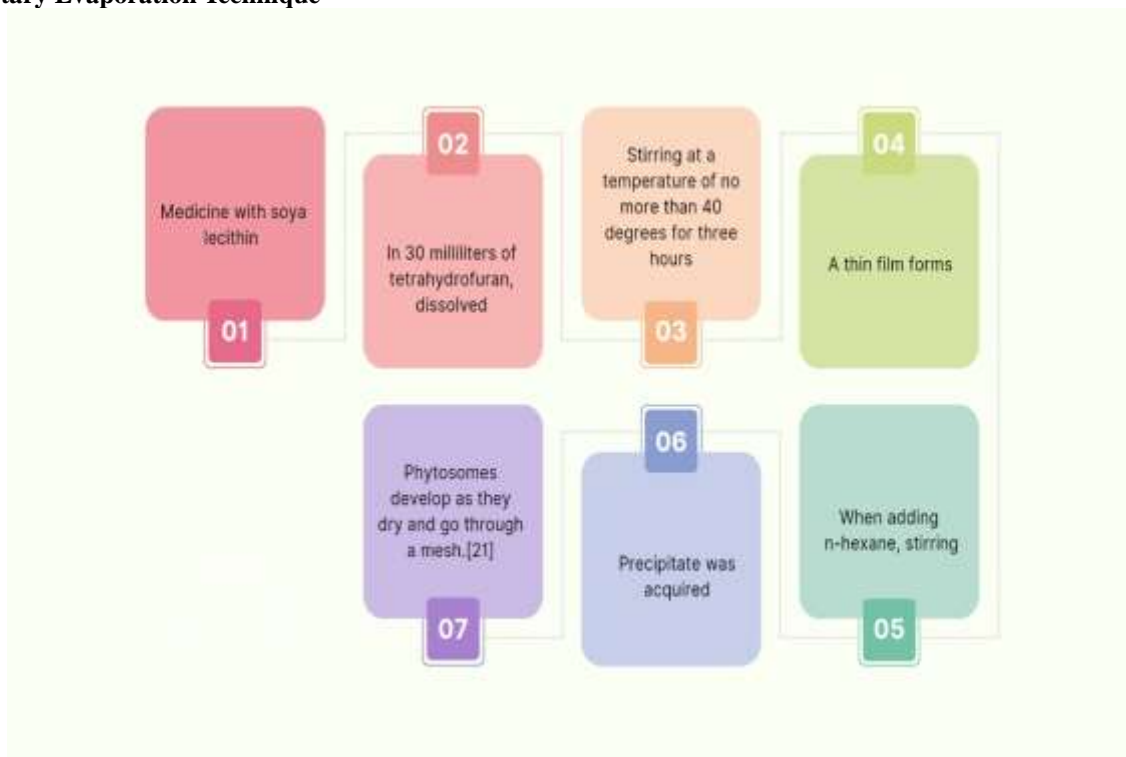 tary Evaporation Technique
Medicine with soya
lecithin
01
02
In 30 milliliters of
tetrahydrofuran,
dissolved
Stirring at a
temperature of no
more than 40
degrees for three
hours
03
04
A thin film forms
When adding
n-hexane, stirring
05
06
Precipitate was
acquired
Phytosomes
develop as they
dry and go through
a mesh.[21]
07